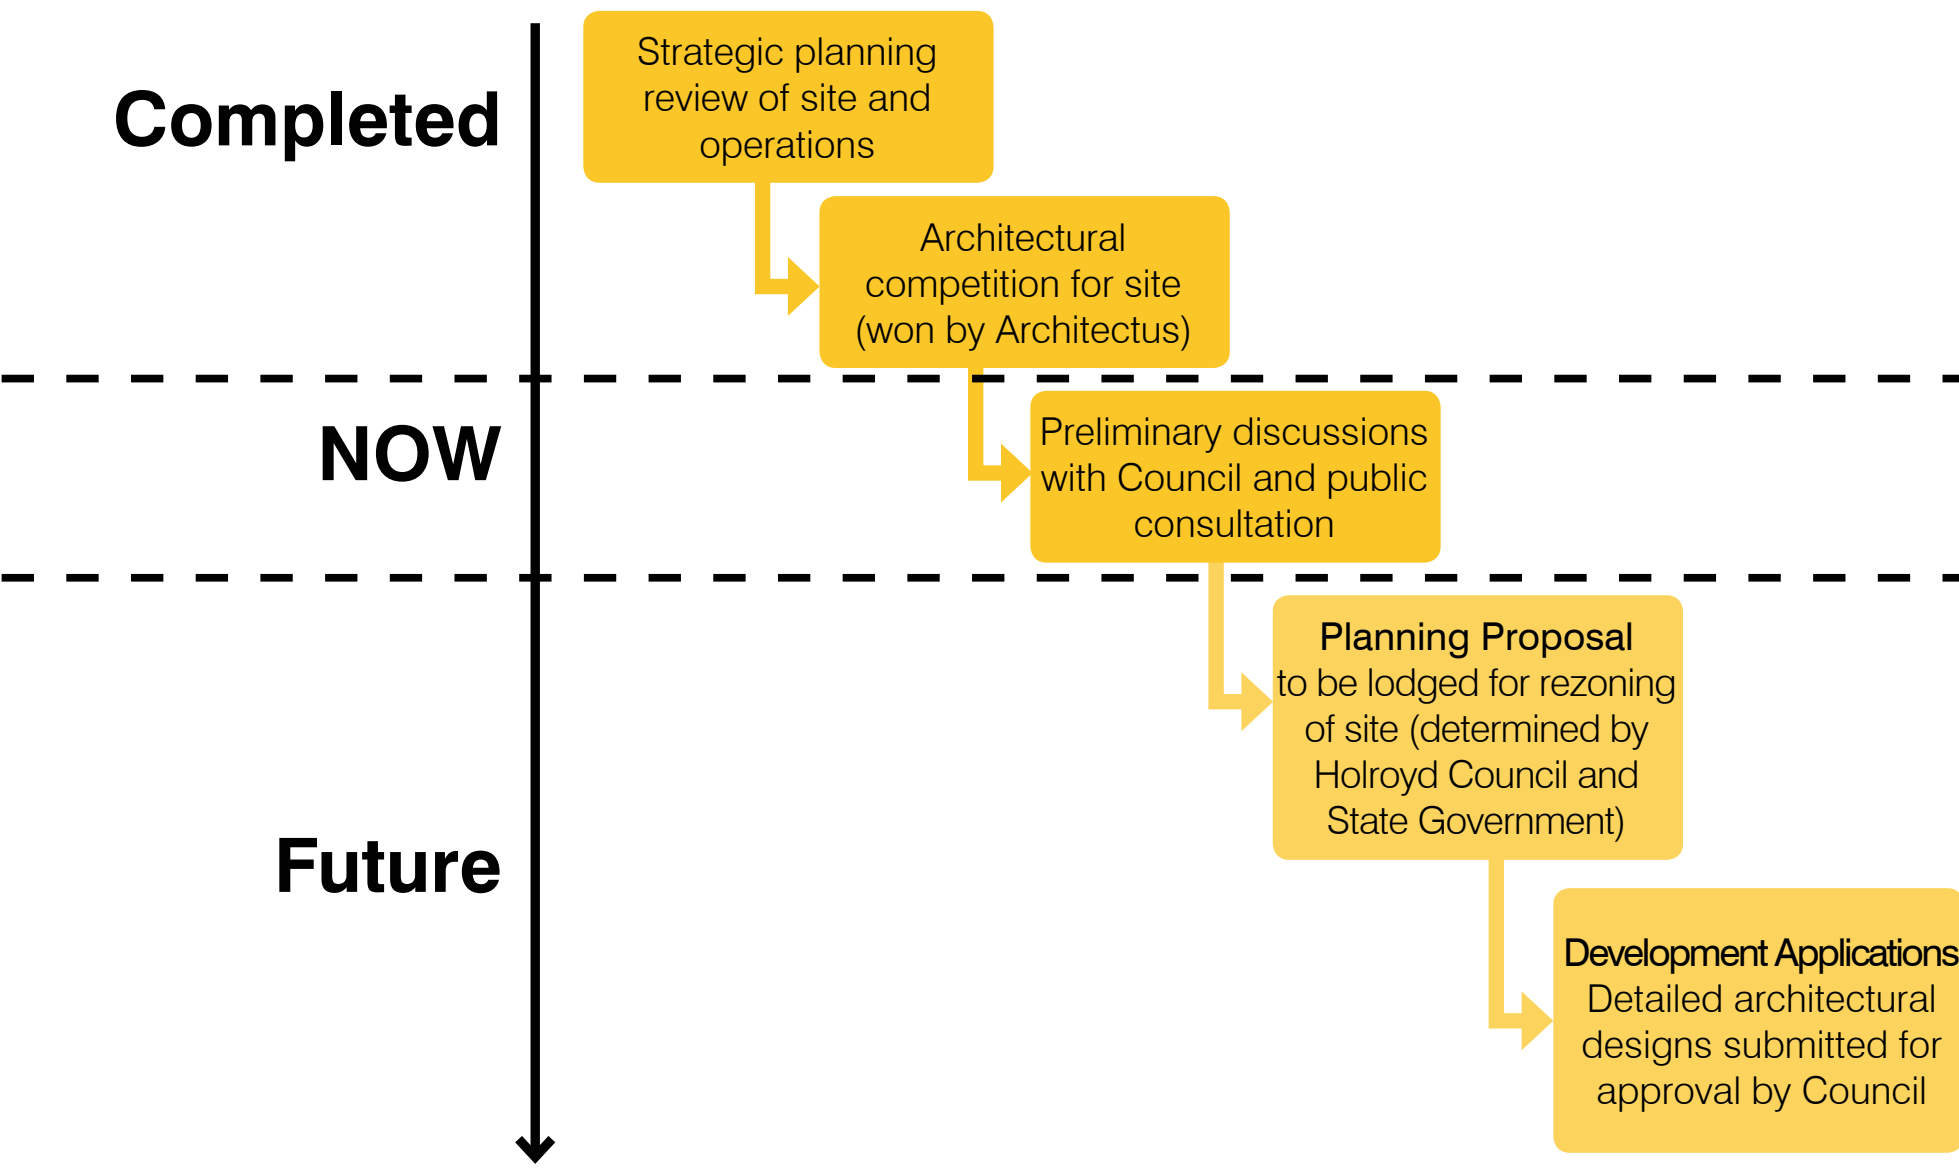 Completed
Strategic planning
review of site and
operations
Architectural
competition for site
(won by Architectus)
NOW
Preliminary discussions
with Council and public
consultation
Future
Planning Proposal
to be lodged for rezoning
of site (determined by
Holroyd Council and
State Government)
Development Applications
Detailed architectural
designs submitted for
approval by Council